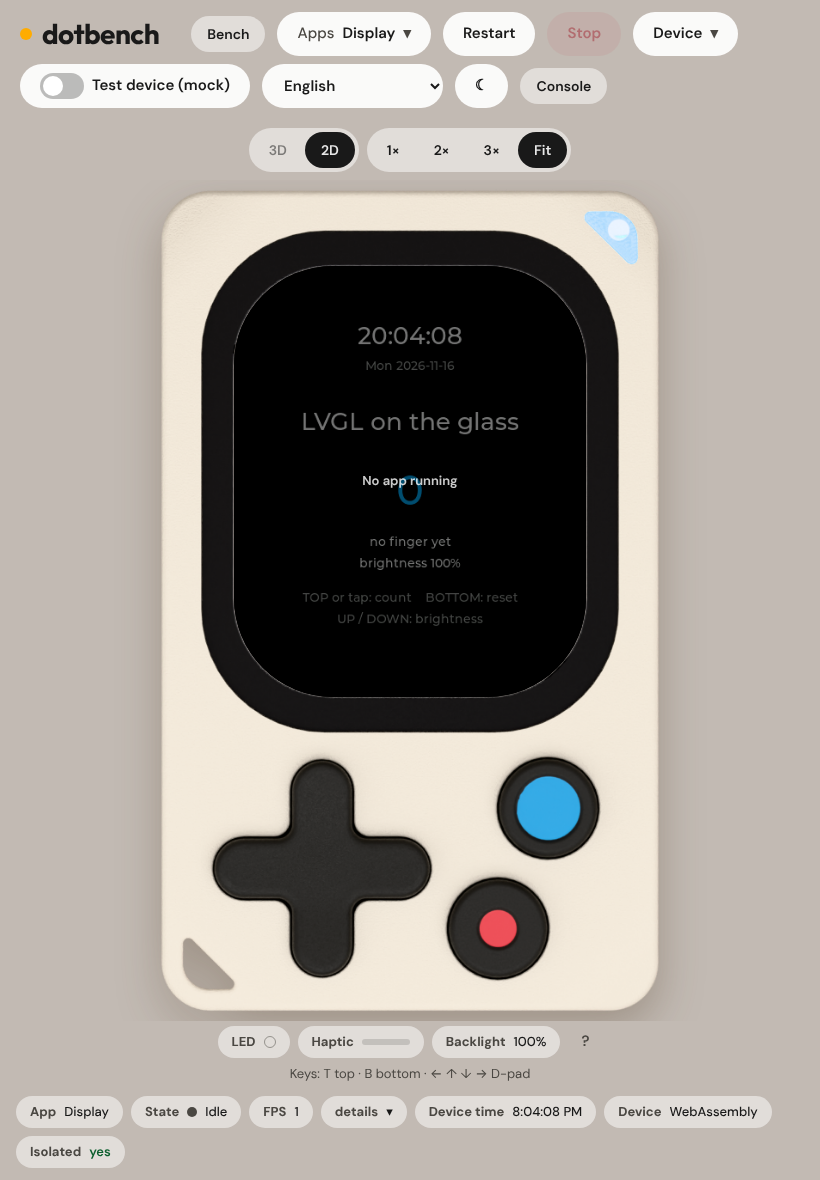 dotbench
Bench
Apps Display ▾
Restart
Stop
Device ▾
Test device (mock)
English
Console
3D 2D
1× 2× 3× Fit
20:04:08
Mon 2026-11-16
LVGL on the glass
No app running
0
no finger yet
brightness 100%
TOP or tap: count BOTTOM: reset
UP / DOWN: brightness
LED
Haptic
Backlight 100%
?
Keys: T top · B bottom · ← ↑ ↓ → D-pad
App Display
State Idle
FPS 1
details ▾
Device time 8:04:08 PM
Device WebAssembly
Isolated yes